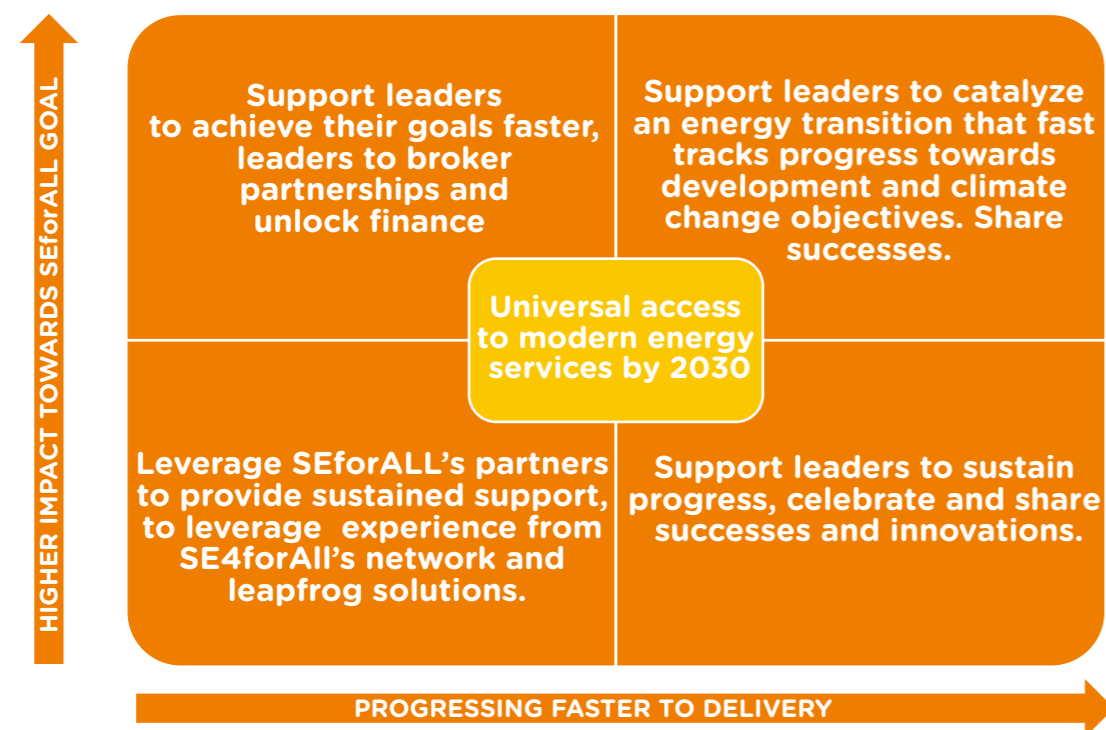 HIGHER IMPACT TOWARDS SEforALL GOAL
Support leaders
to achieve their goals faster,
leaders to broker
partnerships and
unlock finance
Support leaders to catalyze
an energy transition that fast
tracks progress towards
development and climate
change objectives. Share
successes.
Universal access
to modern energy
services by 2030
Leverage SEforALL’s partners
to provide sustained support,
to leverage experience from
SE4forAll’s network and
leapfrog solutions.
Support leaders to sustain
progress, celebrate and share
successes and innovations.
PROGRESSING FASTER TO DELIVERY